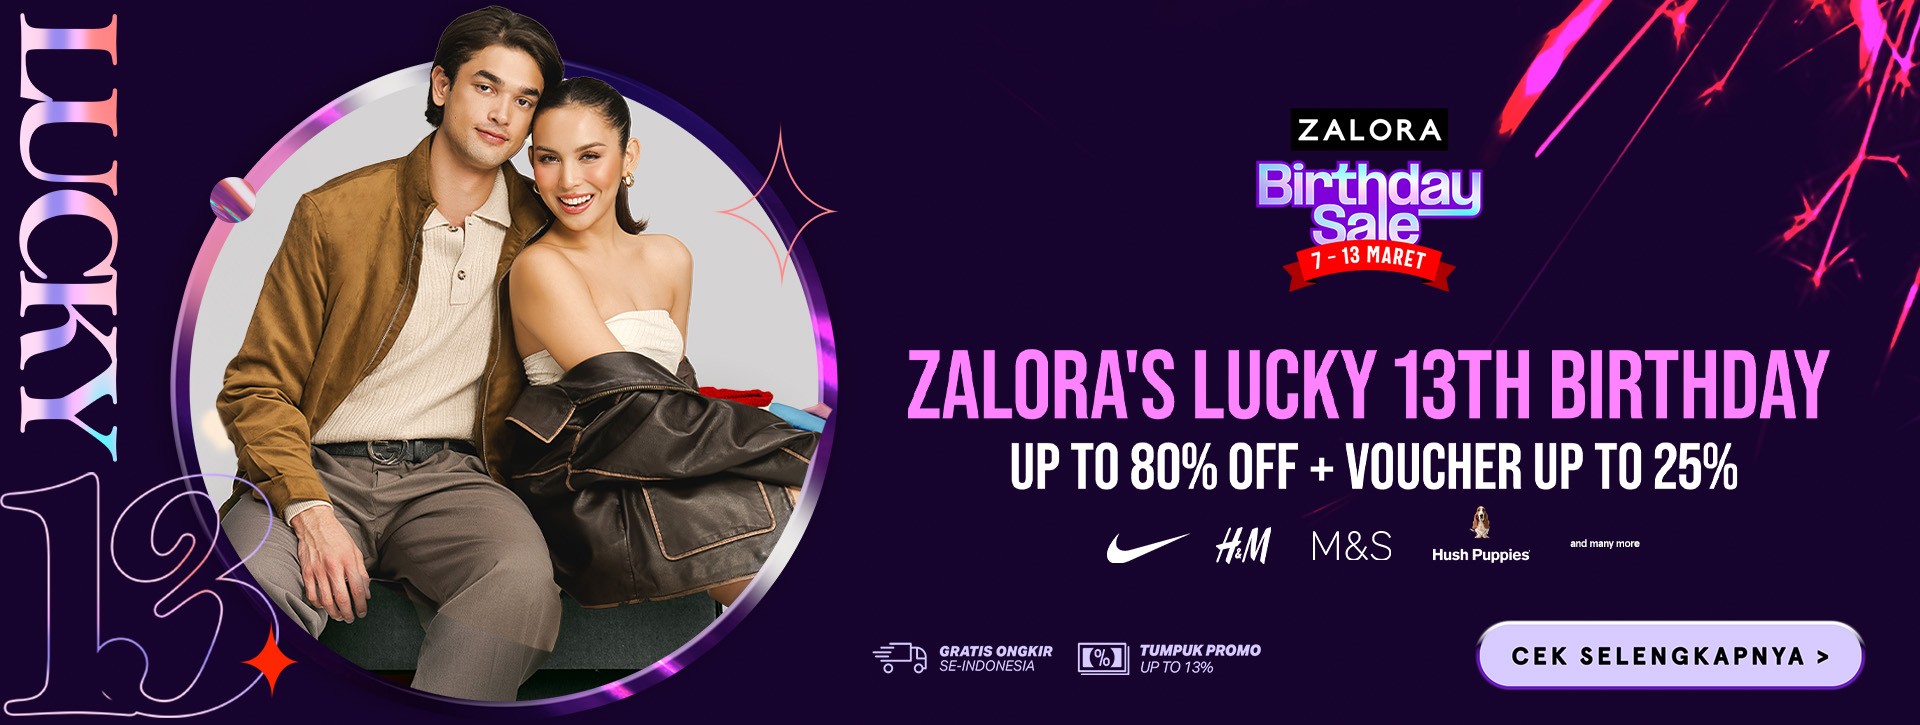 LUCKY
13
ZALORA
Birthday
Sale
7 - 13 MARET
ZALORA'S LUCKY 13TH BIRTHDAY
UP TO 80% OFF + VOUCHER UP TO 25%
H&M M&S Hush Puppies and many more
GRATIS ONGKIR
SE-INDONESIA
TUMPUK PROMO
UP TO 13%
CEK SELENGKAPNYA >